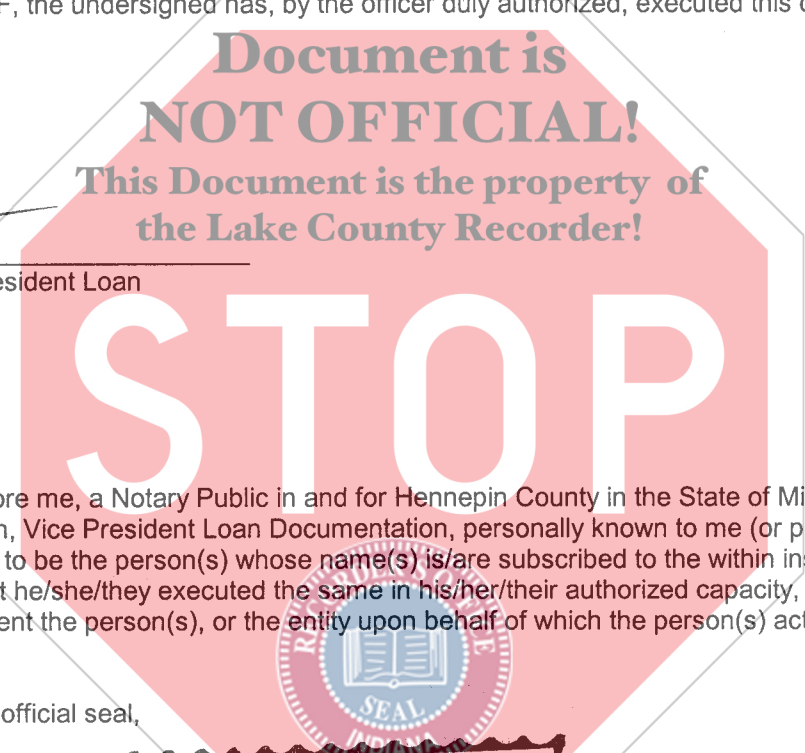 F, the undersigned has, by the officer duly authorized, executed this
Document is
NOT OFFICIAL!
This Document is the property of
the Lake County Recorder!
esident Loan
STOP
ore me, a Notary Public in and for Hennepin County in the State of Mi
n, Vice President Loan Documentation, personally known to me (or p
to be the person(s) whose name(s) is/are subscribed to the within ins
t he/she/they executed the same in his/her/their authorized capacity,
ent the person(s), or the entity upon behalf of which the person(s) act
RECORDER'S OFFICE
SEAL
INDIANA
official seal,